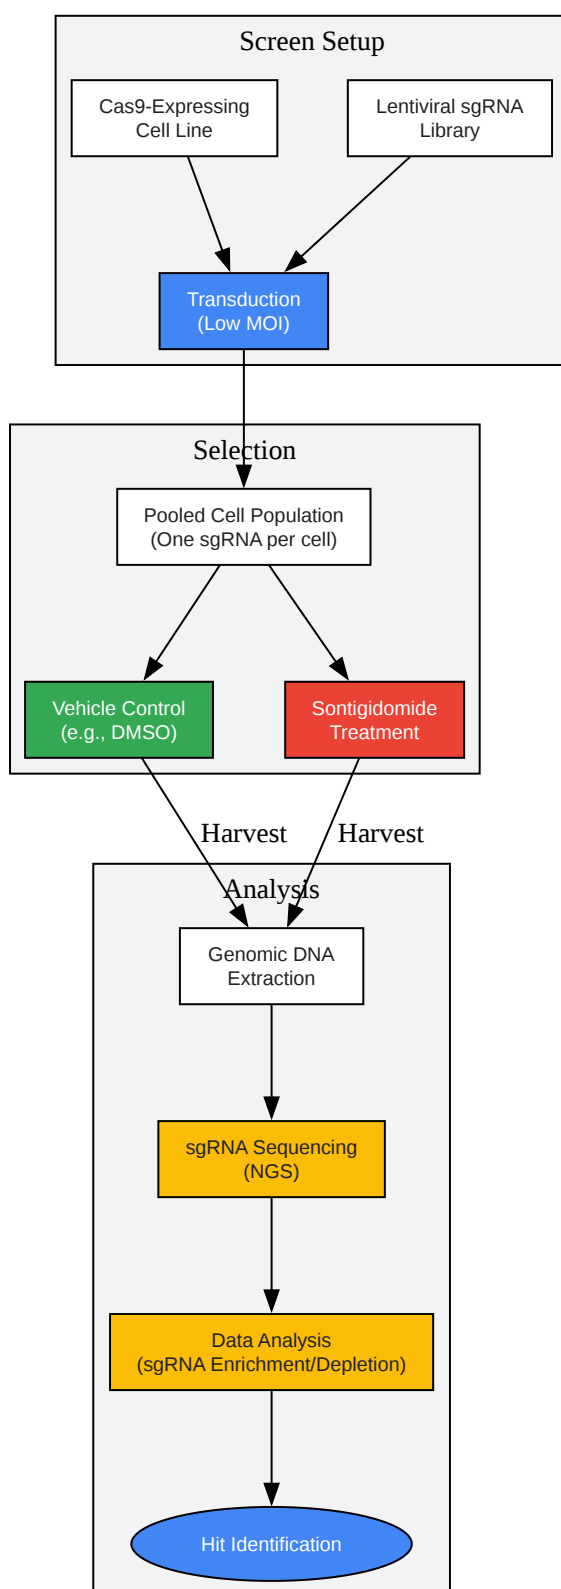 Screen Setup
Cas9-Expressing
Cell Line
Lentiviral sgRNA
Library
Transduction
(Low MOI)
Selection
Pooled Cell Population
(One sgRNA per cell)
Vehicle Control
(e.g., DMSO)
Sontigidomide
Treatment
Harvest
Harvest
Analysis
Genomic DNA
Extraction
sgRNA Sequencing
(NGS)
Data Analysis
(sgRNA Enrichment/Depletion)
Hit Identification